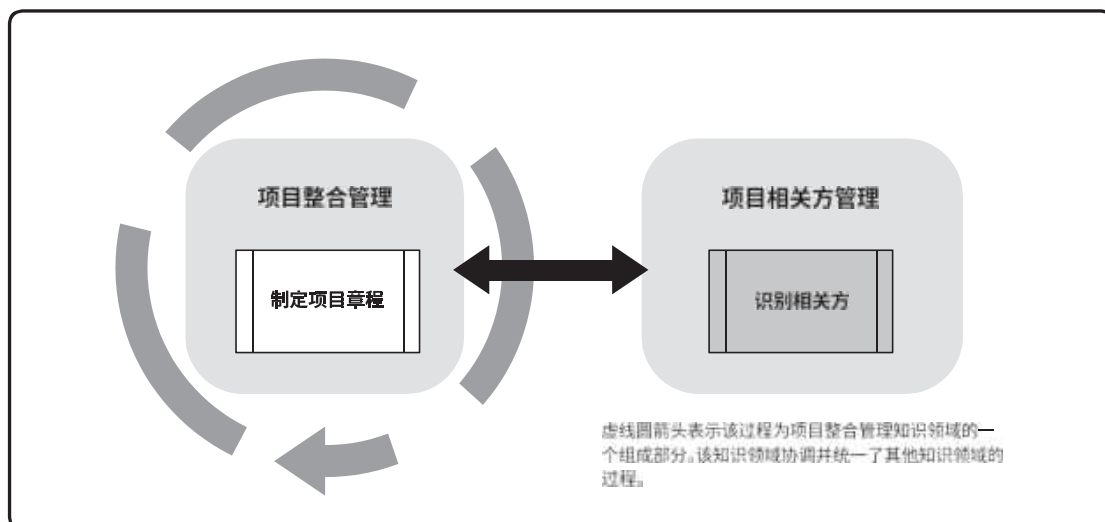 项目整合管理
制定项目章程
项目相关方管理
识别相关方
虚线圆箭头表示该过程为项目整合管理知识领域的一
个组成部分。该知识领域协调并统一了其他知识领域的
过程。